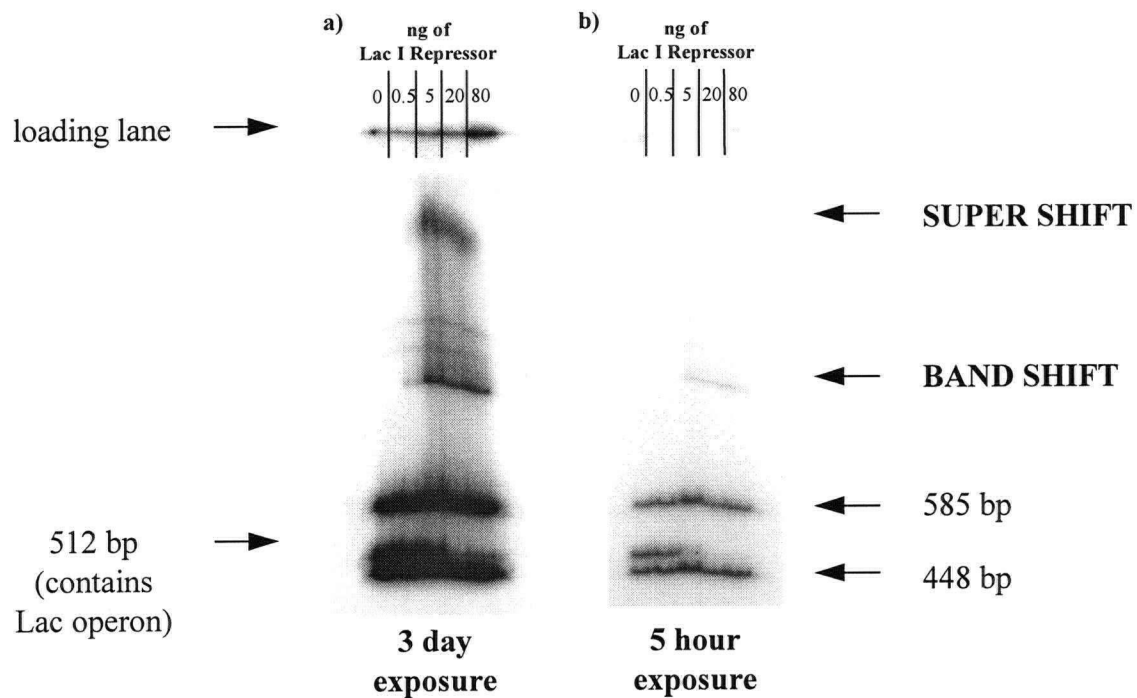 a)
ng of
Lac I Repressor
0 0.5 5 20 80
b)
ng of
Lac I Repressor
0 0.5 5 20 80
loading lane
SUPER SHIFT
BAND SHIFT
585 bp
512 bp
(contains
Lac operon)
448 bp
3 day
exposure
5 hour
exposure